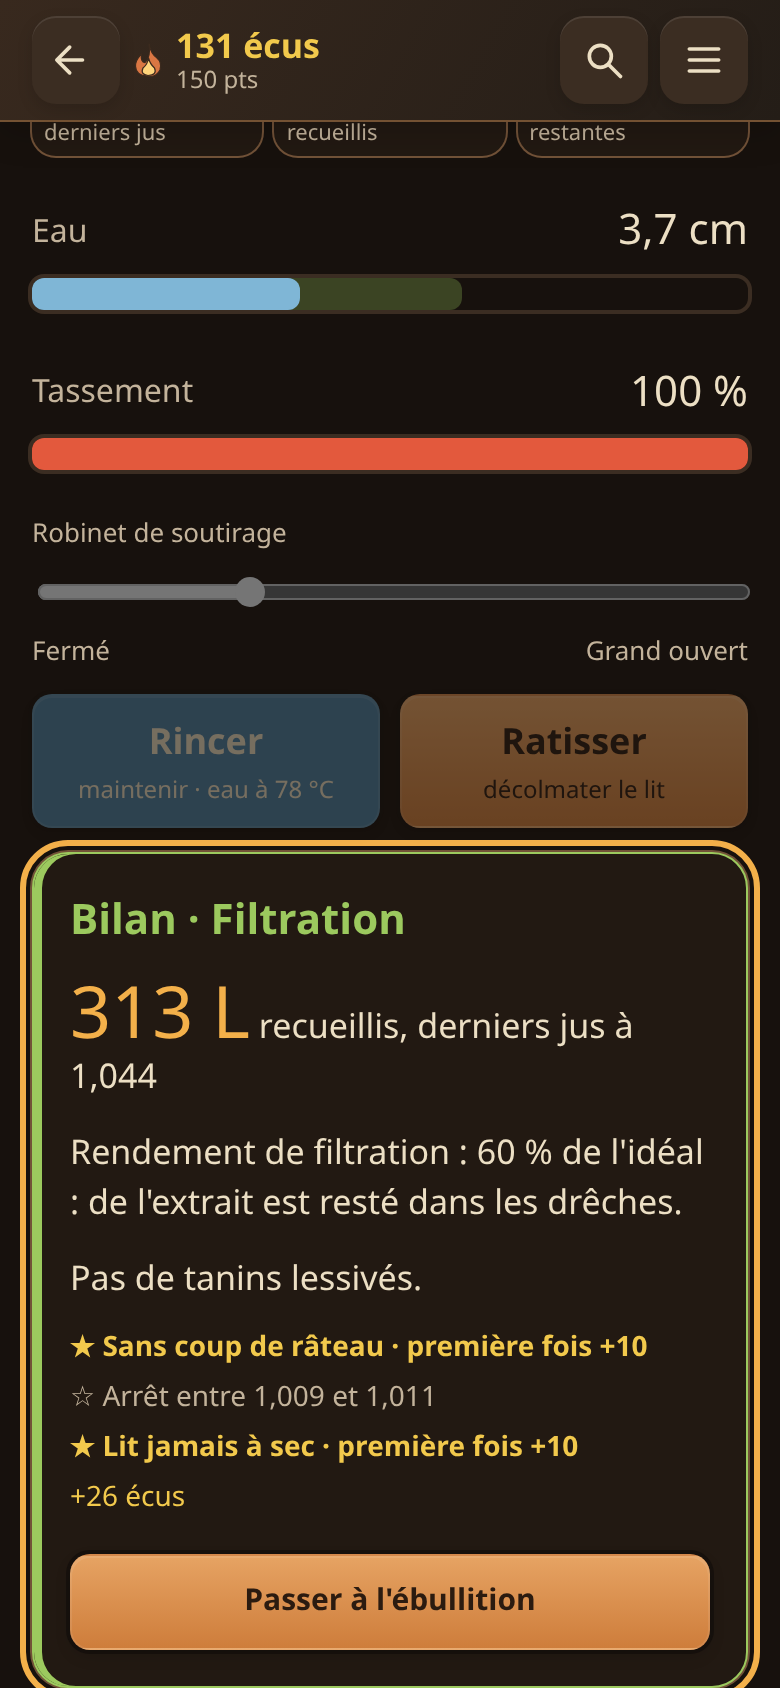 131 écus
150 pts
derniers jus
recueillis
restantes
Eau
3,7 cm
Tassement
100 %
Robinet de soutirage
Fermé
Grand ouvert
Rincer
maintenir · eau à 78 °C
Ratisser
décolmater le lit
Bilan · Filtration
313 L recueillis, derniers jus à
1,044
Rendement de filtration : 60 % de l'idéal
: de l'extrait est resté dans les drêches.
Pas de tanins lessivés.
★ Sans coup de râteau · première fois +10
☆ Arrêt entre 1,009 et 1,011
★ Lit jamais à sec · première fois +10
+26 écus
Passer à l'ébullition